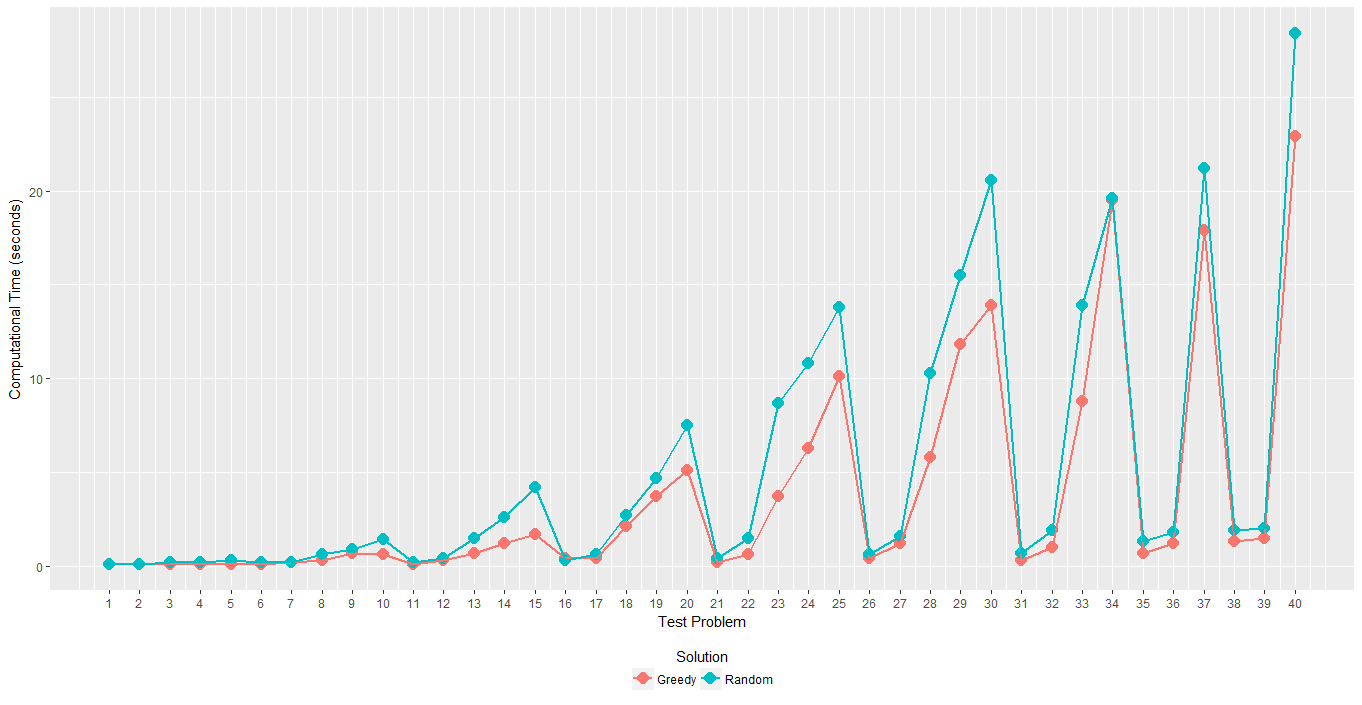 Computational Time (seconds)
20
10
0
1 2 3 4 5 6 7 8 9 10 11 12 13 14 15 16 17 18 19 20 21 22 23 24 25 26 27 28 29 30 31 32 33 34 35 36 37 38 39 40
Test Problem
Solution
Greedy Random